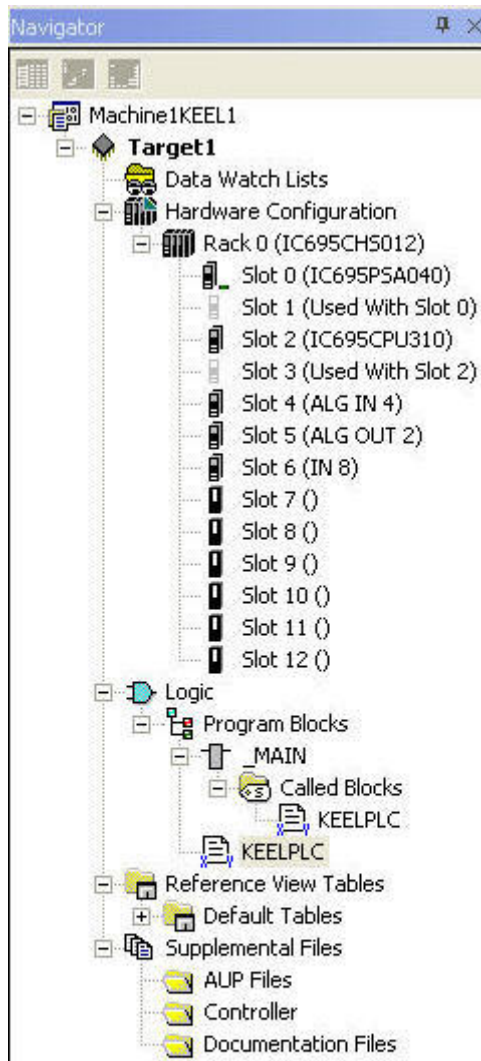 Navigator
Machine1KEEL1
Target1
Data Watch Lists
Hardware Configuration
Rack 0 (IC695CHS012)
Slot 0 (IC695PSA040)
Slot 1 (Used With Slot 0)
Slot 2 (IC695CPU310)
Slot 3 (Used With Slot 2)
Slot 4 (ALG IN 4)
Slot 5 (ALG OUT 2)
Slot 6 (IN 8)
Slot 7 ()
Slot 8 ()
Slot 9 ()
Slot 10 ()
Slot 11 ()
Slot 12 ()
Logic
Program Blocks
_MAIN
Called Blocks
KEELPLC
KEELPLC
Reference View Tables
Default Tables
Supplemental Files
AUP Files
Controller
Documentation Files